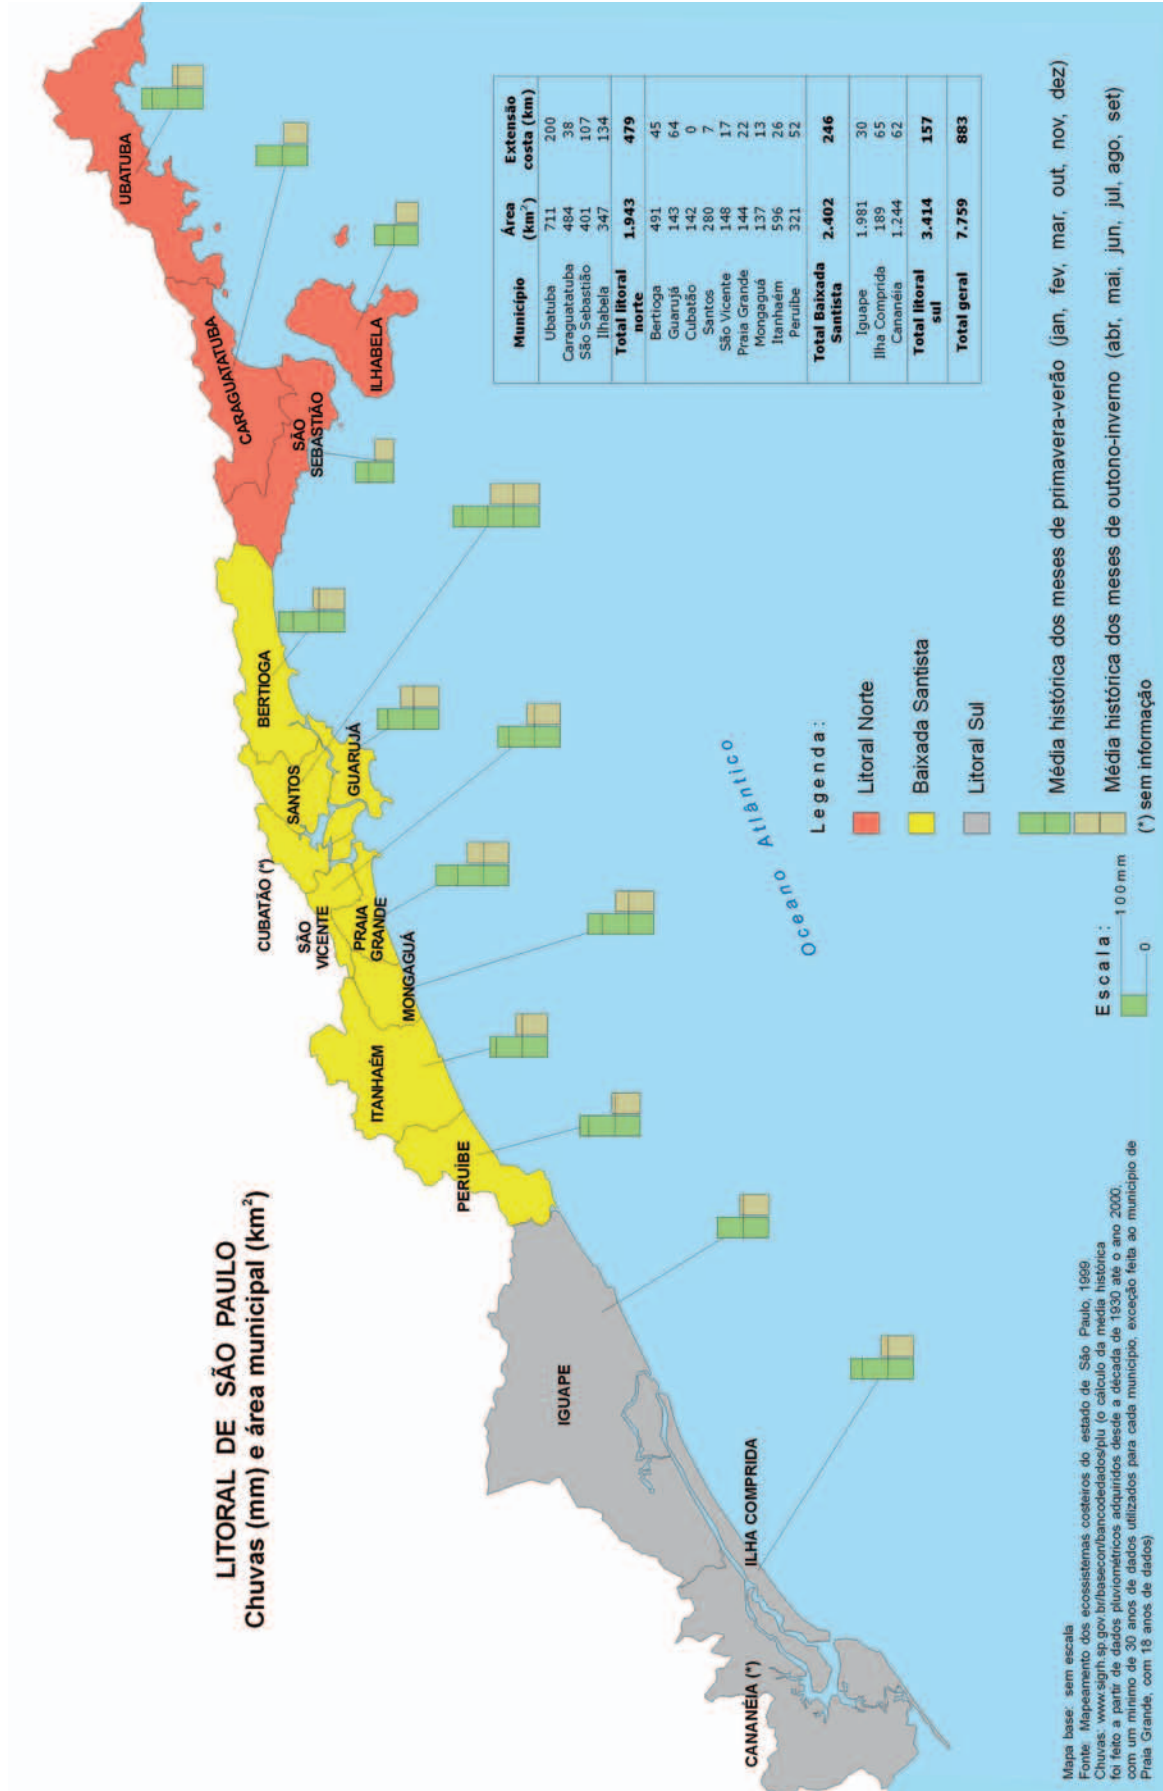 LITORAL DE SÃO PAULO
Chuvas (mm) e área municipal (km²)
UBATUBA
CARAGUATATUBA
SÃO
SEBASTIÃO
ILHABELA
BERTIOGA
SANTOS
GUARUJÁ
CUBATÃO (*)
SÃO
VICENTE
PRAIA
GRANDE
MONGAGUÁ
ITANHAÉM
PERUÍBE
IGUAPE
ILHA COMPRIDA
CANANÉIA (*)
Oceano Atlântico
Município Área (km²) Extensão costa (km)
Ubatuba 711 200
Caraguatatuba 484 38
São Sebastião 401 107
Ilhabela 347 134
Total litoral norte 1.943 479
Bertioga 491 45
Guarujá 143 64
Cubatão 142 0
Santos 280 7
São Vicente 148 17
Praia Grande 144 22
Mongaguá 137 13
Itanhaém 596 26
Peruíbe 321 52
Total Baixada Santista 2.402 246
Iguape 1.981 30
Ilha Comprida 189 65
Cananéia 1.244 62
Total litoral sul 3.414 157
Total geral 7.759 883
Legenda:
Litoral Norte
Baixada Santista
Litoral Sul
Média histórica dos meses de primavera-verão (jan, fev, mar, out, nov, dez)
Média histórica dos meses de outono-inverno (abr, mai, jun, jul, ago, set)
(*) sem informação
Escala:
100mm
0
Mapa base: sem escala
Fonte: Mapeamento dos ecossistemas costeiros do estado de São Paulo, 1999.
Chuvas: www.sigrh.sp.gov.br/basecon/bancodedados/plu (o cálculo da média histórica
foi feito a partir de dados pluviométricos adquiridos desde a década de 1930 até o ano 2000,
com um mínimo de 30 anos de dados utilizados para cada município, exceção feita ao município de
Praia Grande, com 18 anos de dados)